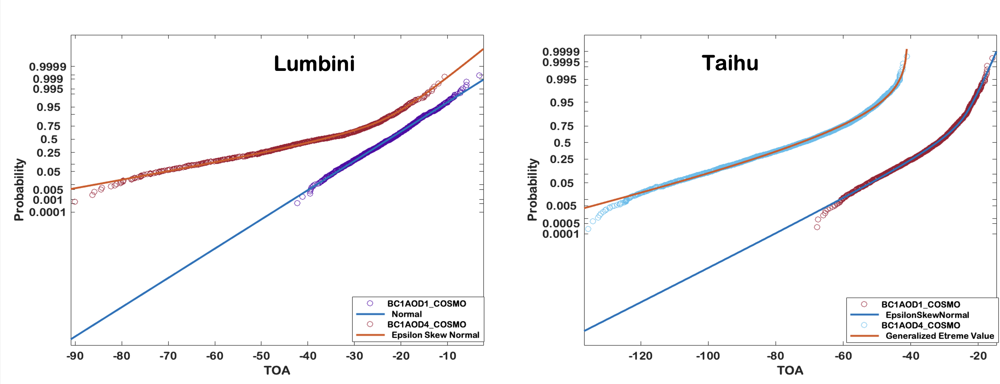 Lumbini
0.9999
0.999
0.995
0.95
0.75
0.5
0.25
0.05
0.005
0.001
0.0001
Probability
-90 -80 -70 -60 -50 -40 -30 -20 -10
TOA
BC1AOD1_COSMO
Normal
BC1AOD4_COSMO
Epsilon Skew Normal
Taihu
0.9999
0.9995
0.995
0.95
0.75
0.5
0.25
0.05
0.005
0.0005
0.0001
Probability
-120 -100 -80 -60 -40 -20
TOA
BC1AOD1_COSMO
EpsilonSkewNormal
BC1AOD4_COSMO
Generalized Etreme Value